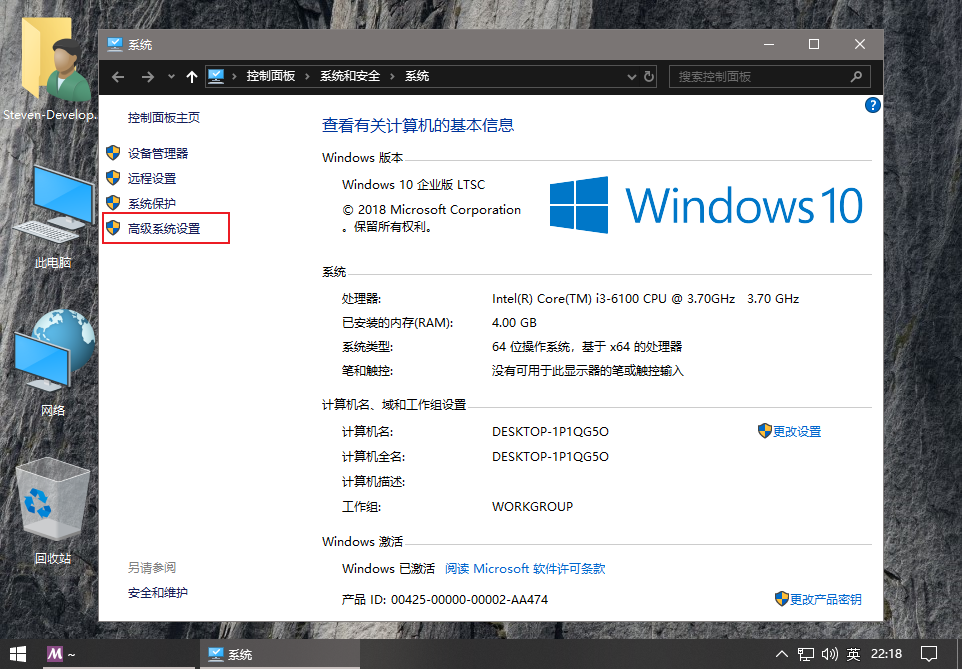 Steven-Develop.
此电脑
网络
回收站
系统
控制面板 系统和安全 系统
搜索控制面板
控制面板主页
设备管理器
远程设置
系统保护
高级系统设置
另请参阅
安全和维护
?
查看有关计算机的基本信息
Windows 版本
Windows 10 企业版 LTSC
© 2018 Microsoft Corporation
。保留所有权利。
Windows 10
系统
处理器: Intel(R) Core(TM) i3-6100 CPU @ 3.70GHz 3.70 GHz
已安装的内存(RAM): 4.00 GB
系统类型: 64 位操作系统, 基于 x64 的处理器
笔和触控: 没有可用于此显示器的笔或触控输入
计算机名、域和工作组设置
计算机名: DESKTOP-1P1QG5O 更改设置
计算机全名: DESKTOP-1P1QG5O
计算机描述:
工作组: WORKGROUP
Windows 激活
Windows 已激活 阅读 Microsoft 软件许可条款
产品 ID: 00425-00000-00002-AA474 更改产品密钥
M ~
系统
英 22:18